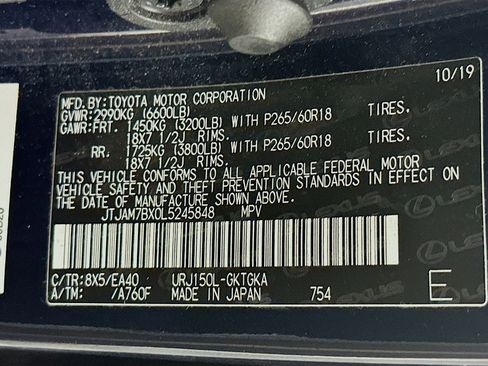 10/19
MFD.BY:TOYOTA MOTOR CORPORATION
GVWR:2990KG (6600LB)
GAWR:FRT. 1450KG (3200LB) WITH P265/60R18 TIRES.
18X7 1/2J RIMS.
RR. 1725KG (3800LB) WITH P265/60R18 TIRES.
18X7 1/2J RIMS.
THIS VEHICLE CONFORMS TO ALL APPLICABLE FEDERAL MOTOR
VEHICLE SAFETY AND THEFT PREVENTION STANDARDS IN EFFECT ON
THE DATE OF MANUFACTURE SHOWN ABOVE.
JTJAM7BX0L5245848 MPV
C/TR:8X5/EA40 URJ150L-GKTGKA
A/TM: /A760F MADE IN JAPAN 754 E
LEXUS